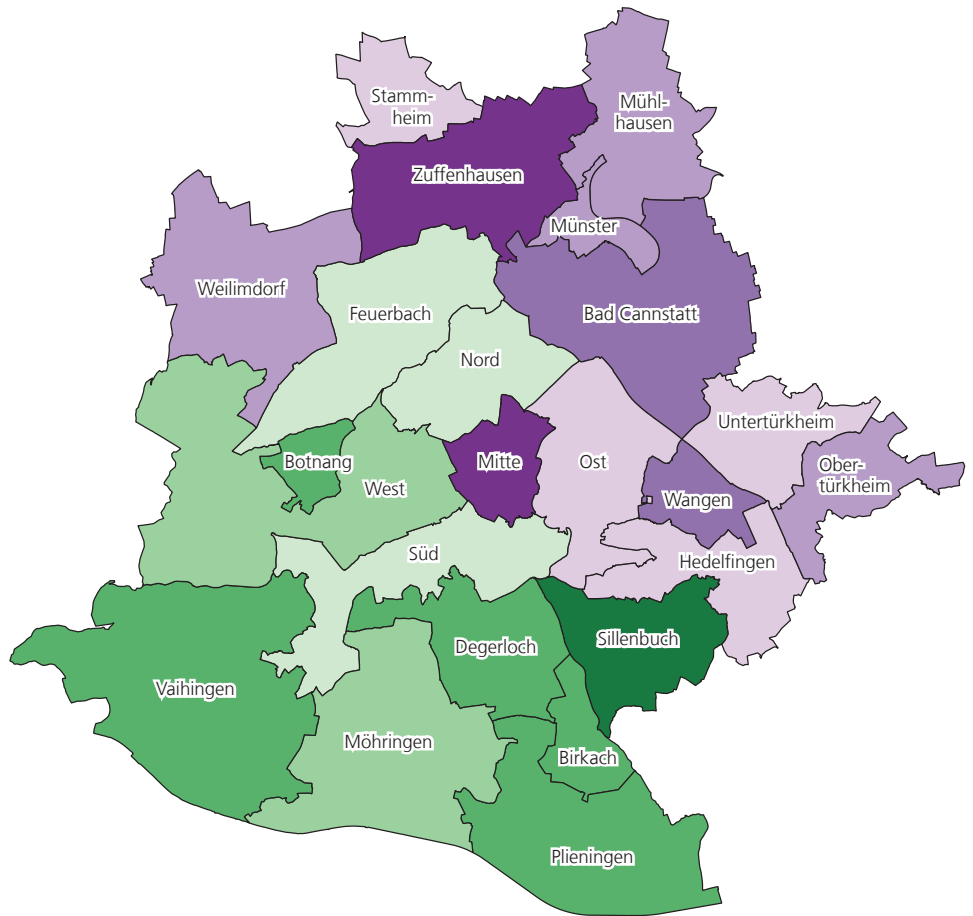 Stamm-
heim
Mühl-
hausen
Zuffenhausen
Münster
Weilimdorf
Feuerbach
Bad Cannstatt
Nord
Untertürkheim
Botnang
West
Mitte
Ost
Ober-
türkheim
Wangen
Süd
Hedelfingen
Degerloch
Sillenbuch
Vaihingen
Möhringen
Birkach
Plieningen